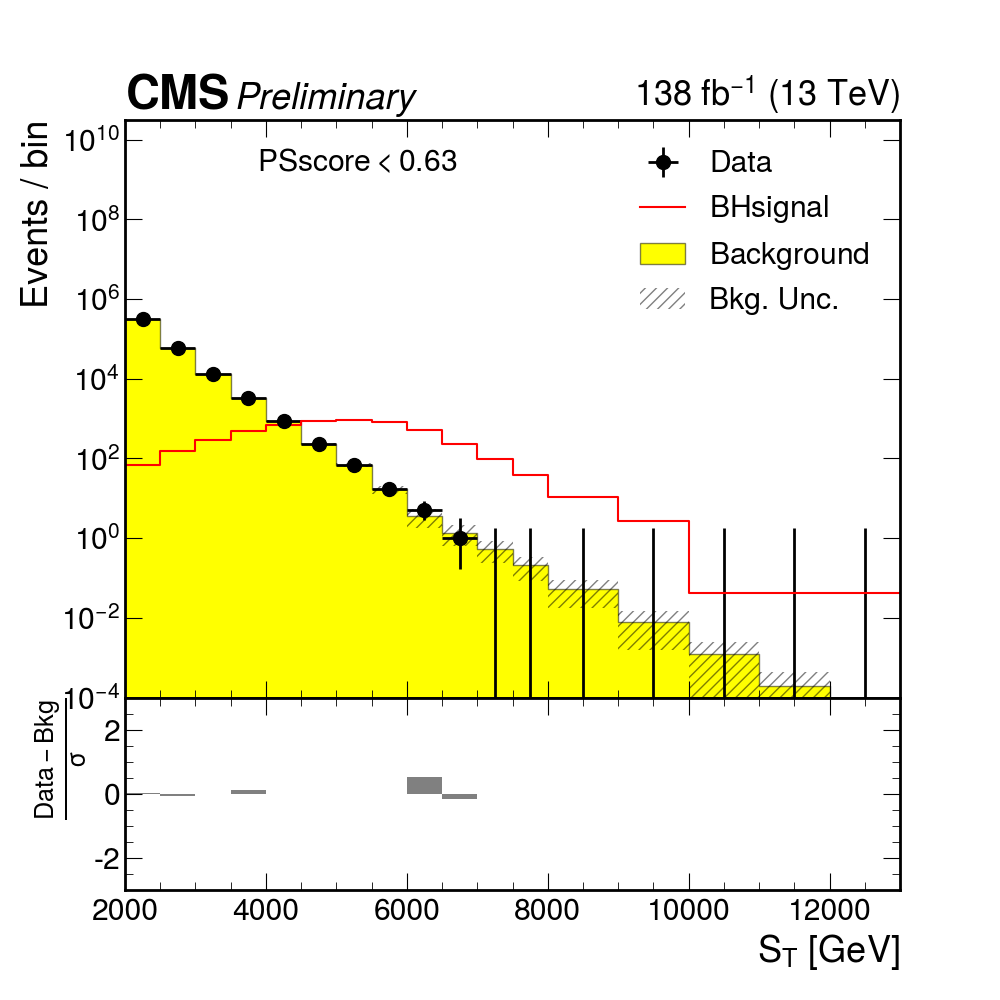 CMS Preliminary 138 fb⁻¹ (13 TeV)
Events / bin
PSscore < 0.63
Data
BHsignal
Background
Bkg. Unc.
10¹⁰
10⁸
10⁶
10⁴
10²
10⁰
10⁻²
10⁻⁴
Data − Bkg
σ
2
0
-2
2000 4000 6000 8000 10000 12000
S_T [GeV]